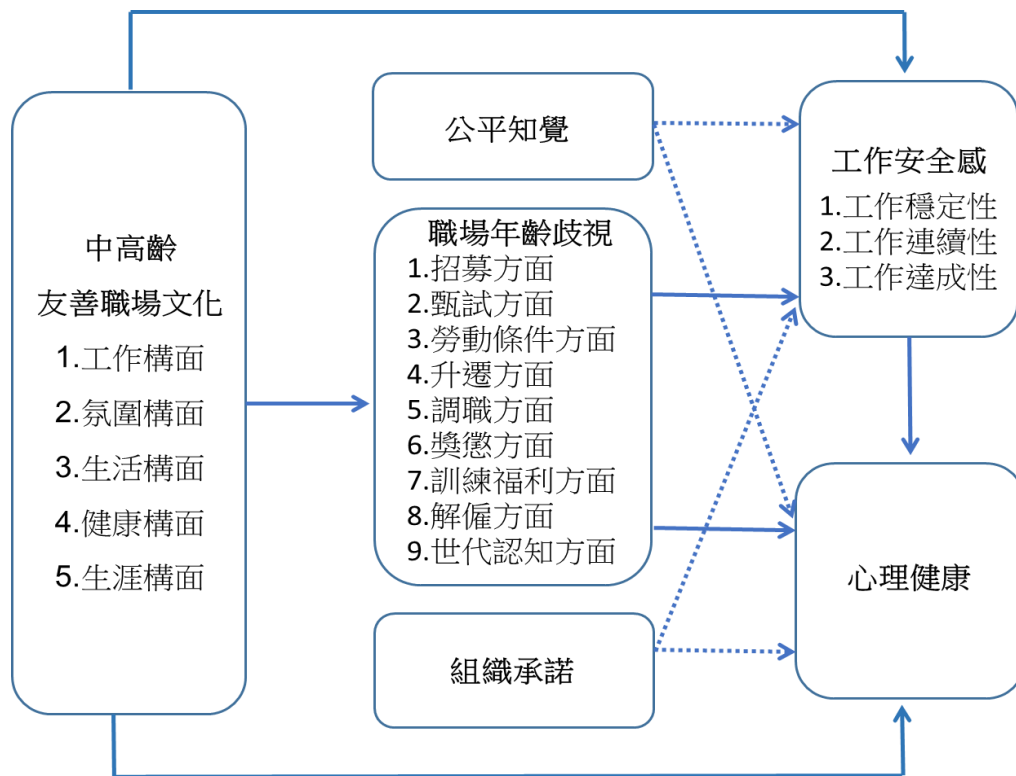 中高齡
友善職場文化
1.工作構面
2.氛圍構面
3.生活構面
4.健康構面
5.生涯構面
公平知覺
職場年齡歧視
1.招募方面
2.甄試方面
3.勞動條件方面
4.升遷方面
5.調職方面
6.獎懲方面
7.訓練福利方面
8.解僱方面
9.世代認知方面
組織承諾
工作安全感
1.工作穩定性
2.工作連續性
3.工作達成性
心理健康